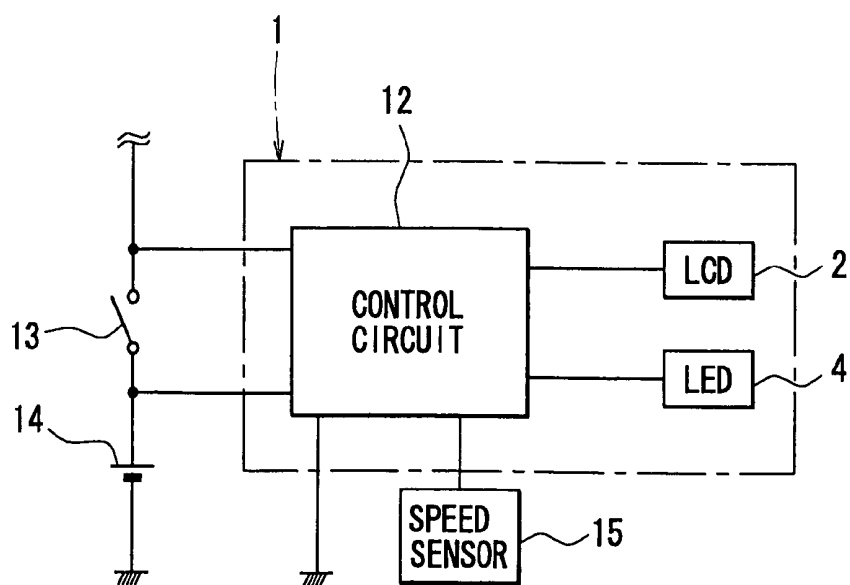 1
12
CONTROL
CIRCUIT
LCD
2
13
LED
4
14
SPEED
SENSOR
15